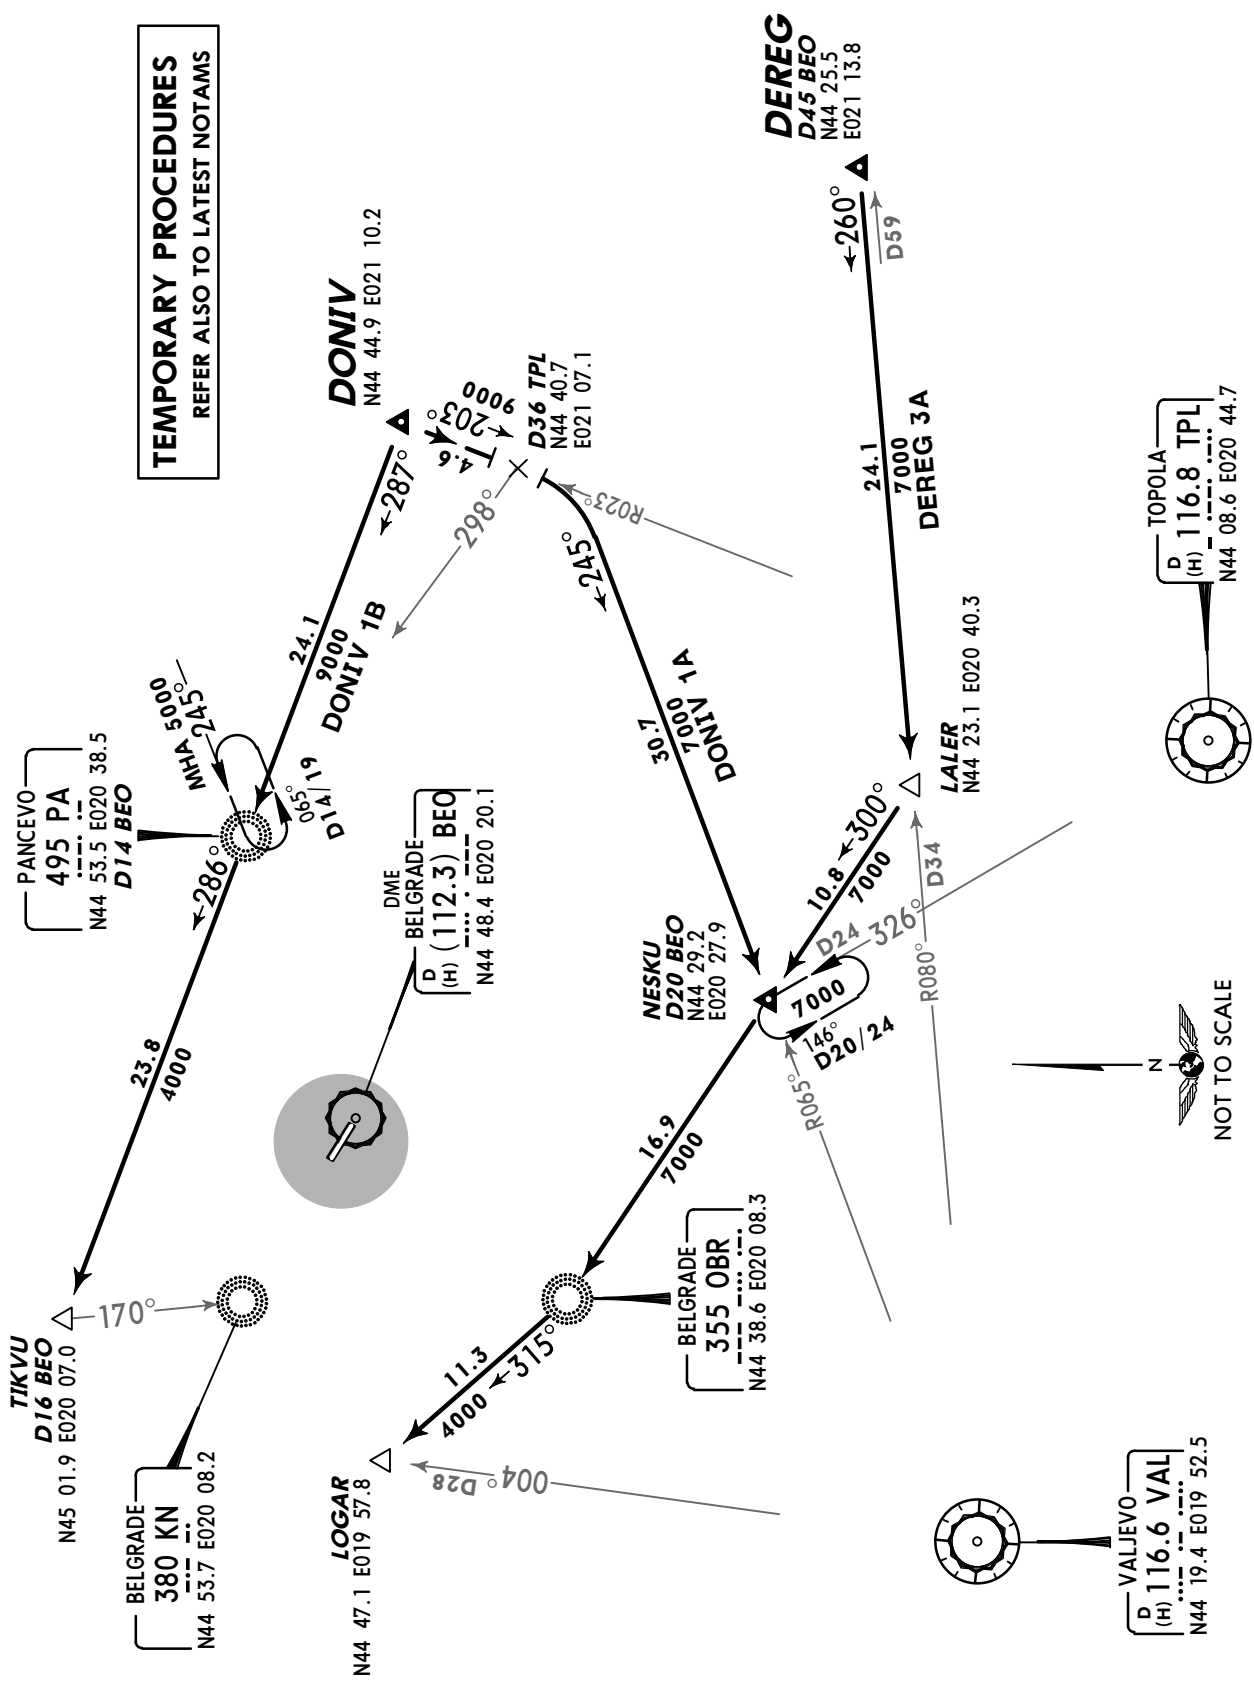 TEMPORARY PROCEDURES
REFER ALSO TO LATEST NOTAMS
TIKVU
D16 BEO
N45 01.9 E020 07.0
170°
BELGRADE
380 KN
N44 53.7 E020 08.2
23.8
4000
286°
PANCEVO
495 PA
N44 53.5 E020 38.5
D14 BEO
MHA 5000
245°
065°
D14/19
24.1
9000
DONIV 1B
287°
DONIV
N44 44.9 E021 10.2
4.6
203°
9000
D36 TPL
N44 40.7
E021 07.1
298°
R023°
245°
30.7
7000
DONIV 1A
DME
BELGRADE
D
(H)
(112.3) BEO
N44 48.4 E020 20.1
LOGAR
N44 47.1 E019 57.8
004°
D28
11.3
4000
315°
BELGRADE
355 OBR
N44 38.6 E020 08.3
16.9
7000
NESKU
D20 BEO
N44 29.2
E020 27.9
7000
146°
D20/24
D24
326°
R065°
R080°
D34
10.8
7000
300°
LALER
N44 23.1 E020 40.3
24.1
7000
DEREG 3A
260°
D59
DEREG
D45 BEO
N44 25.5
E021 13.8
VALJEVO
D
(H)
116.6 VAL
N44 19.4 E019 52.5
TOPOLA
D
(H)
116.8 TPL
N44 08.6 E020 44.7
N
NOT TO SCALE